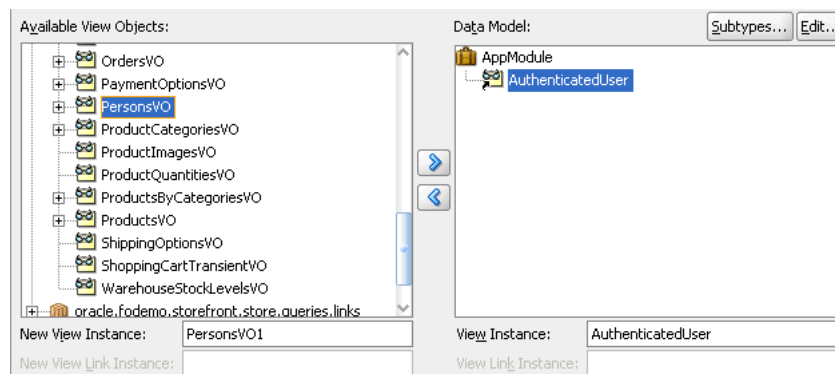 Available View Objects:
OrdersVO
PaymentOptionsVO
PersonsVO
ProductCategoriesVO
ProductImagesVO
ProductQuantitiesVO
ProductsByCategoriesVO
ProductsVO
ShippingOptionsVO
ShoppingCartTransientVO
WarehouseStockLevelsVO
oracle.fodemo.storefront.store.queries.links
New View Instance: PersonsVO1
New View Link Instance:
Data Model:
Subtypes... Edit..
AppModule
AuthenticatedUser
View Instance: AuthenticatedUser
View Link Instance: